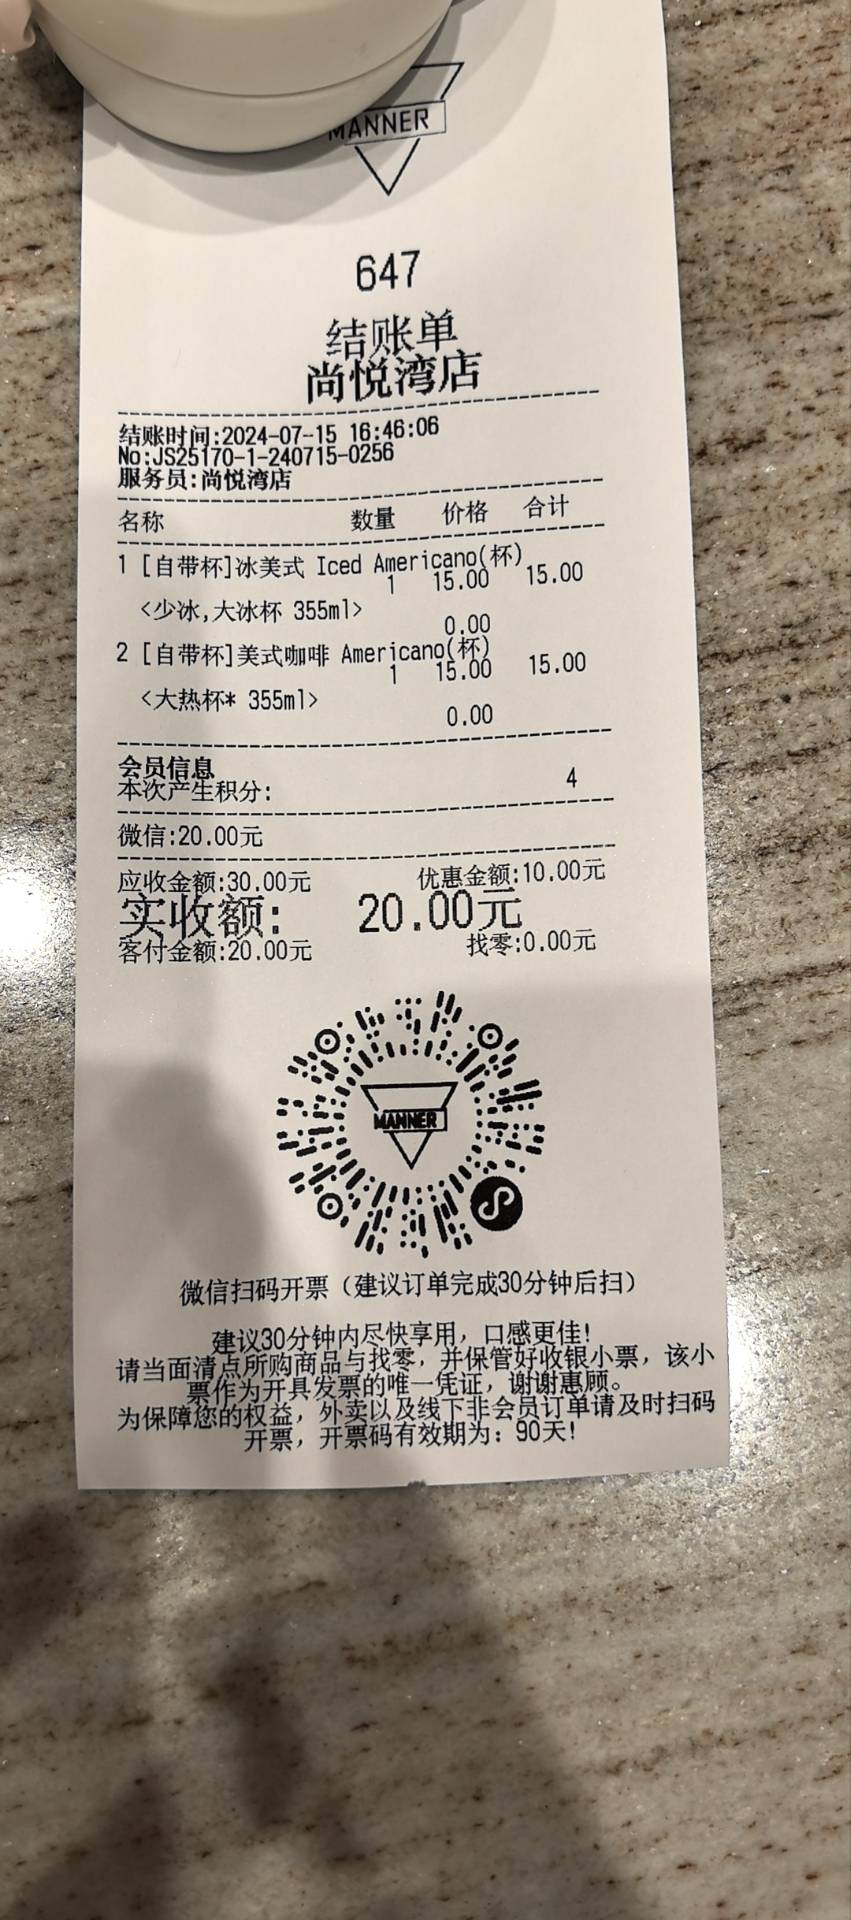 MANNER
647
结账单
尚悦湾店
结账时间:2024-07-15 16:46:06
No:JS25170-1-240715-0256
服务员:尚悦湾店
名称 数量 价格 合计
1 [自带杯]冰美式 Iced Americano(杯)
1 15.00 15.00
<少冰,大冰杯 355ml>
0.00
2 [自带杯]美式咖啡 Americano(杯)
1 15.00 15.00
<大热杯* 355ml>
0.00
会员信息
本次产生积分: 4
微信:20.00元
应收金额:30.00元 优惠金额:10.00元
实收额: 20.00元
客付金额:20.00元 找零:0.00元
MANNER
微信扫码开票（建议订单完成30分钟后扫）
建议30分钟内尽快享用，口感更佳!
请当面清点所购商品与找零，并保管好收银小票，该小
票作为开具发票的唯一凭证，谢谢惠顾。
为保障您的权益，外卖以及线下非会员订单请及时扫码
开票，开票码有效期为：90天!